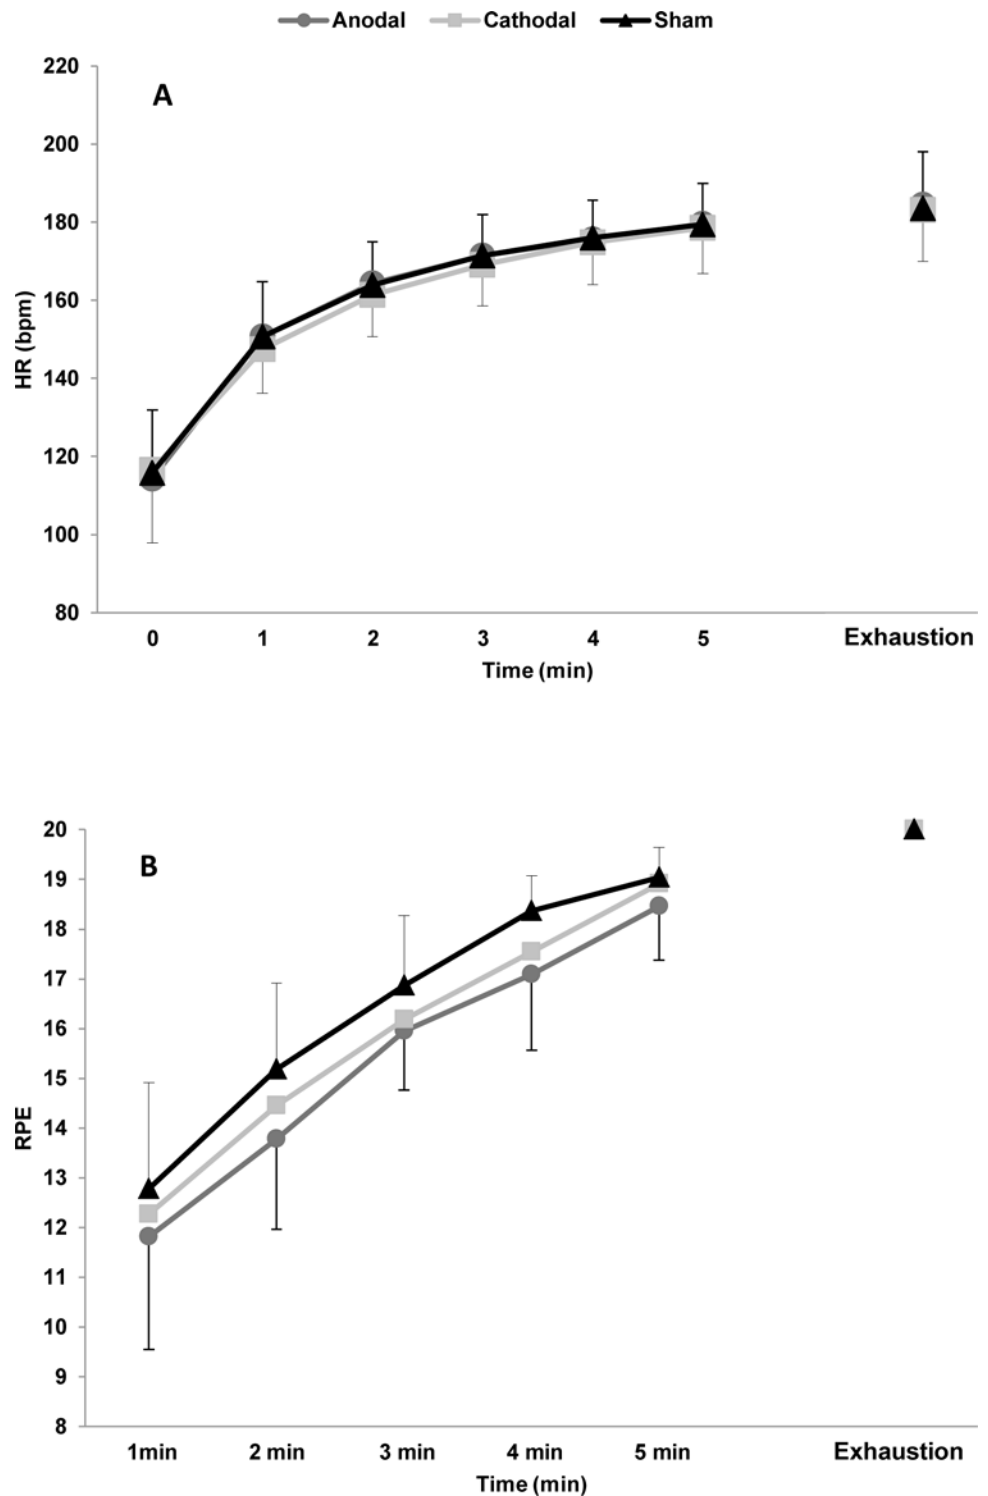 Anodal Cathodal Sham
A
220
200
180
160
140
120
100
80
HR (bpm)
0 1 2 3 4 5 Exhaustion
Time (min)
B
20
19
18
17
16
15
14
13
12
11
10
9
8
RPE
1min 2 min 3 min 4 min 5 min Exhaustion
Time (min)